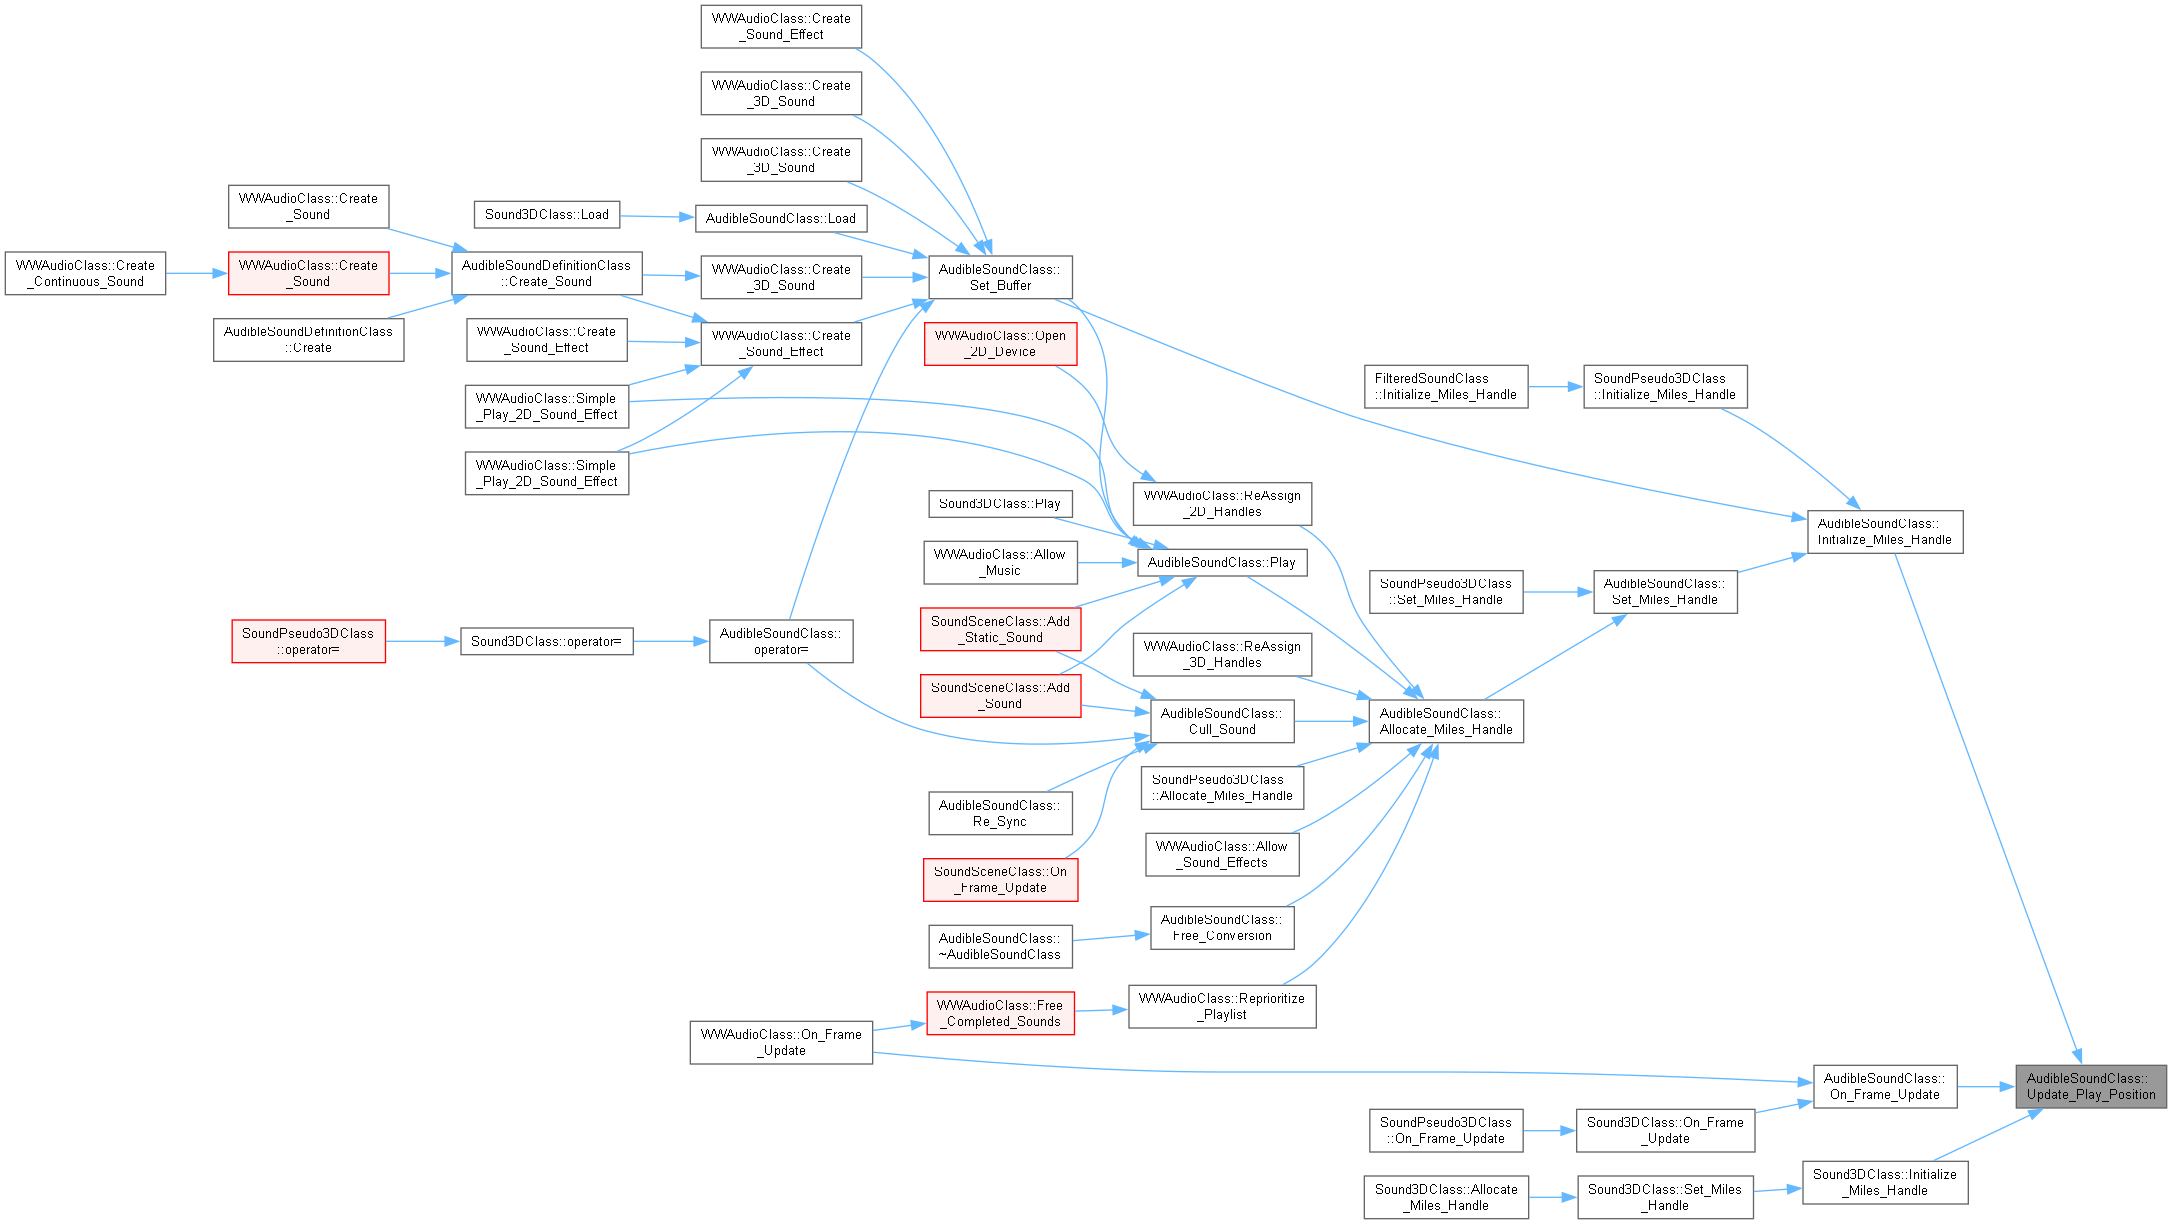 WWAudioClass::Create
_Sound_Effect
WWAudioClass::Create
_3D_Sound
WWAudioClass::Create
_3D_Sound
WWAudioClass::Create
_Sound
Sound3DClass::Load
AudibleSoundClass::Load
WWAudioClass::Create
_Continuous_Sound
WWAudioClass::Create
_Sound
AudibleSoundDefinitionClass
::Create_Sound
WWAudioClass::Create
_3D_Sound
AudibleSoundClass::
Set_Buffer
AudibleSoundDefinitionClass
::Create
WWAudioClass::Create
_Sound_Effect
WWAudioClass::Create
_Sound_Effect
WWAudioClass::Open
_2D_Device
WWAudioClass::Simple
_Play_2D_Sound_Effect
FilteredSoundClass
::Initialize_Miles_Handle
SoundPseudo3DClass
::Initialize_Miles_Handle
WWAudioClass::Simple
_Play_2D_Sound_Effect
Sound3DClass::Play
WWAudioClass::ReAssign
_2D_Handles
AudibleSoundClass::
Initialize_Miles_Handle
WWAudioClass::Allow
_Music
AudibleSoundClass::Play
SoundPseudo3DClass
::Set_Miles_Handle
AudibleSoundClass::
Set_Miles_Handle
SoundPseudo3DClass
::operator=
Sound3DClass::operator=
AudibleSoundClass::
operator=
SoundSceneClass::Add
_Static_Sound
WWAudioClass::ReAssign
_3D_Handles
SoundSceneClass::Add
_Sound
AudibleSoundClass::
Cull_Sound
AudibleSoundClass::
Allocate_Miles_Handle
SoundPseudo3DClass
::Allocate_Miles_Handle
AudibleSoundClass::
Re_Sync
WWAudioClass::Allow
_Sound_Effects
SoundSceneClass::On
_Frame_Update
AudibleSoundClass::
~AudibleSoundClass
AudibleSoundClass::
Free_Conversion
WWAudioClass::On_Frame
_Update
WWAudioClass::Free
_Completed_Sounds
WWAudioClass::Reprioritize
_Playlist
AudibleSoundClass::
On_Frame_Update
AudibleSoundClass::
Update_Play_Position
SoundPseudo3DClass
::On_Frame_Update
Sound3DClass::On_Frame
_Update
Sound3DClass::Allocate
_Miles_Handle
Sound3DClass::Set_Miles
_Handle
Sound3DClass::Initialize
_Miles_Handle